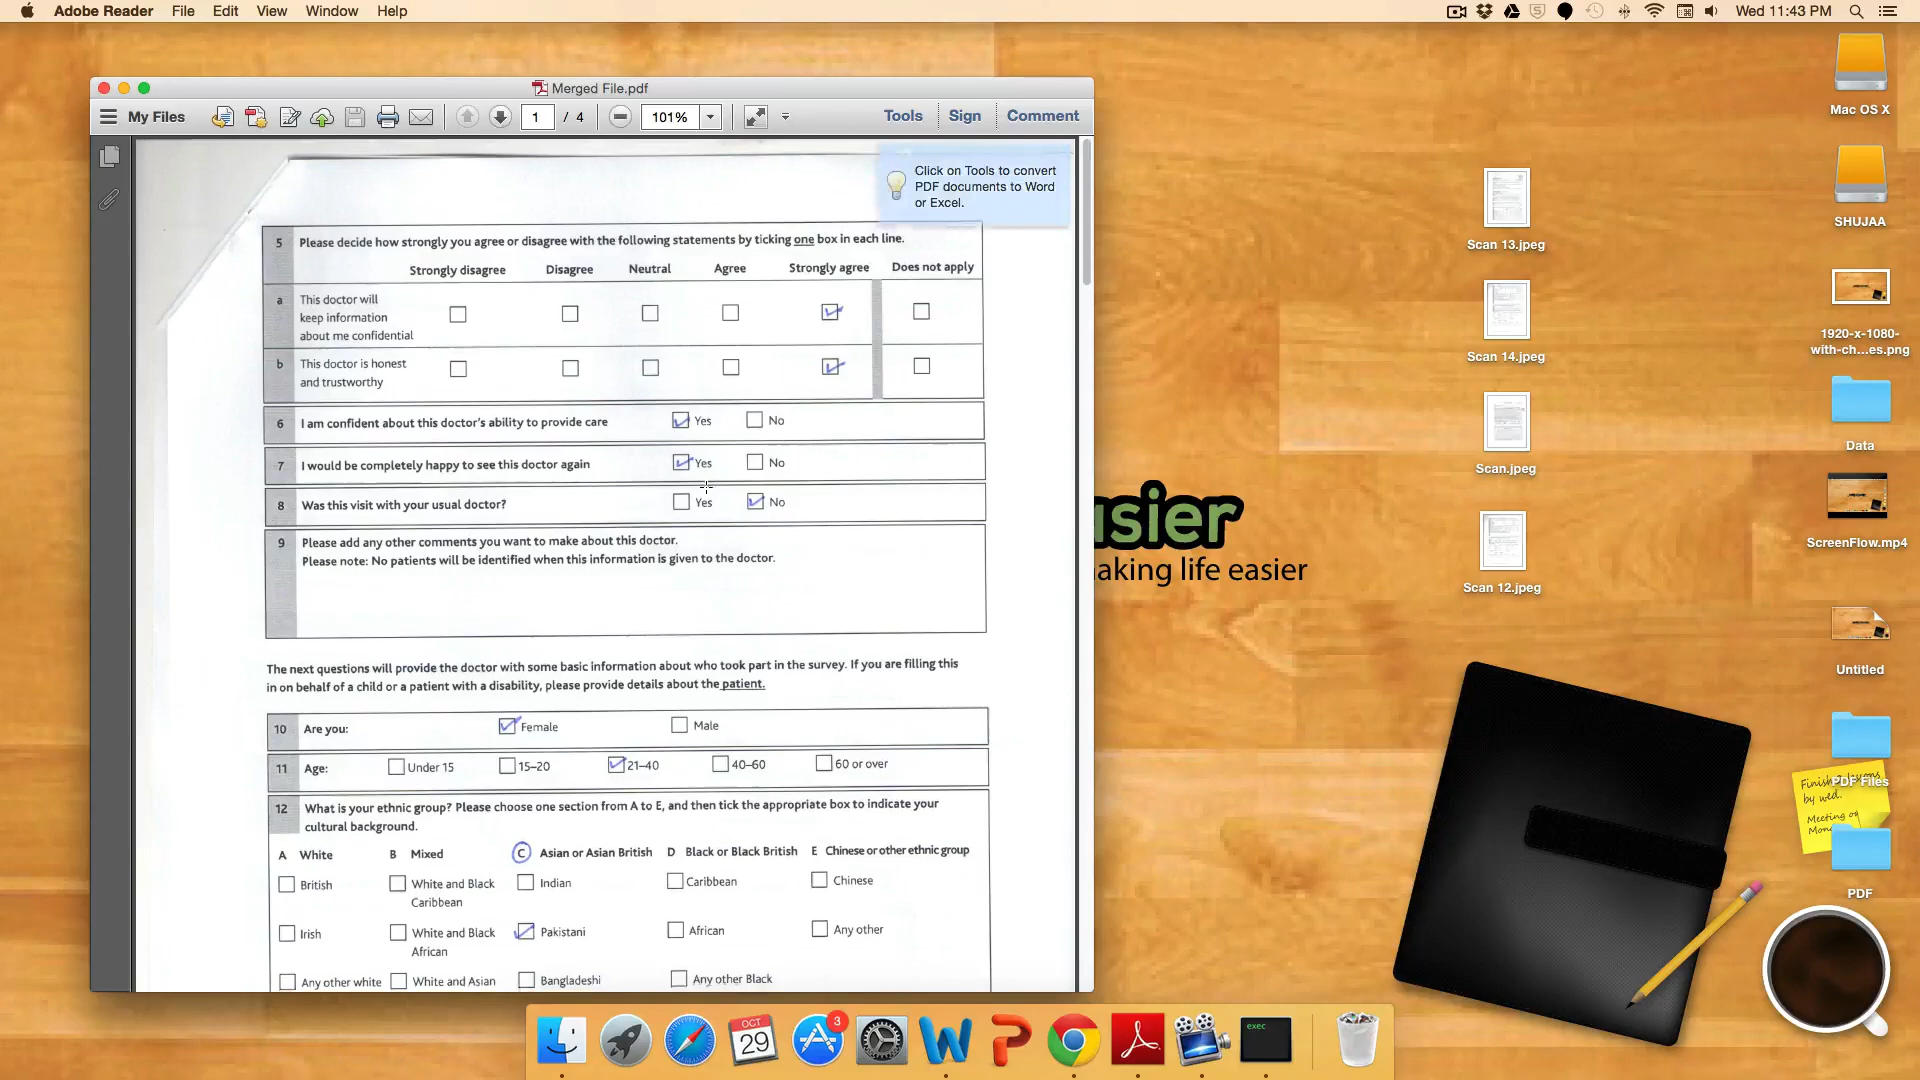 Adobe Reader File Edit View Window Help
Wed 11:43 PM
Merged File.pdf
My Files 1 / 4 101% Tools Sign Comment
Click on Tools to convert
PDF documents to Word
or Excel.
5 Please decide how strongly you agree or disagree with the following statements by ticking one box in each line.
Strongly disagree Disagree Neutral Agree Strongly agree Does not apply
a This doctor will
keep information
about me confidential
b This doctor is honest
and trustworthy
6 I am confident about this doctor's ability to provide care Yes No
7 I would be completely happy to see this doctor again Yes No
8 Was this visit with your usual doctor? Yes No
9 Please add any other comments you want to make about this doctor.
Please note: No patients will be identified when this information is given to the doctor.
The next questions will provide the doctor with some basic information about who took part in the survey. If you are filling this
in on behalf of a child or a patient with a disability, please provide details about the patient.
10 Are you: Female Male
11 Age: Under 15 15–20 21–40 40–60 60 or over
12 What is your ethnic group? Please choose one section from A to E, and then tick the appropriate box to indicate your
cultural background.
A White B Mixed C Asian or Asian British D Black or Black British E Chinese or other ethnic group
British White and Black
Caribbean Indian Caribbean Chinese
Irish White and Black
African Pakistani African Any other
Any other white White and Asian Bangladeshi Any other Black
usier
aking life easier
Scan 13.jpeg
Scan 14.jpeg
Scan.jpeg
Scan 12.jpeg
Mac OS X
SHUJAA
1920-x-1080-
with-ch...es.png
Data
ScreenFlow.mp4
Untitled
PDF Files
by wed.
Meeting
PDF
OCT
29
3
exec